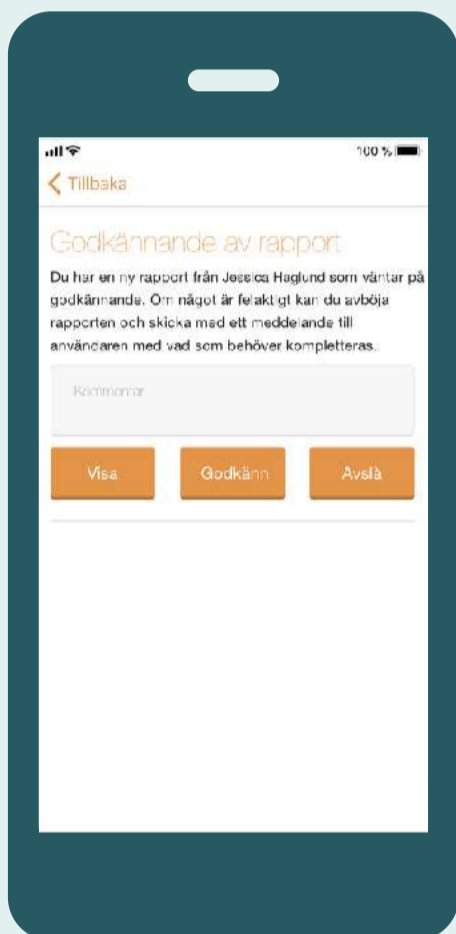 100 %
Tillbaka
Godkännande av rapport
Du har en ny rapport från Jessica Haglund som väntar på
godkännande. Om något är felaktigt kan du avböja
rapporten och skicka med ett meddelande till
användaren med vad som behöver kompletteras.
Kommentar
Visa Godkänn Avslå